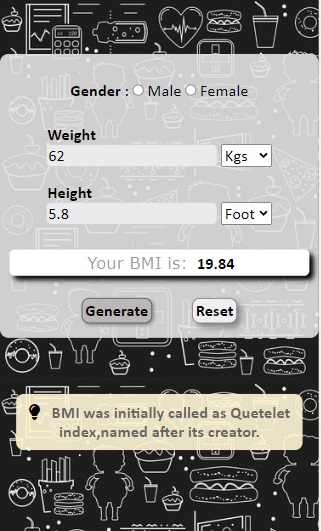 Gender : Male Female
Weight
62 Kgs
Height
5.8 Foot
Your BMI is: 19.84
Generate Reset
BMI was initially called as Quetelet
index,named after its creator.